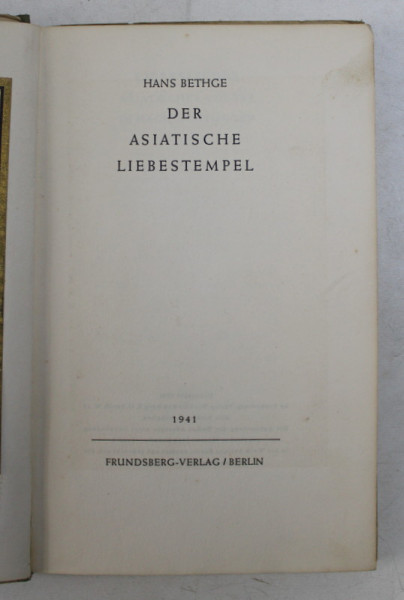 HANS BETHGE
DER
ASIATISCHE
LIEBESTEMPEL
1941
FRUNDSBERG-VERLAG / BERLIN